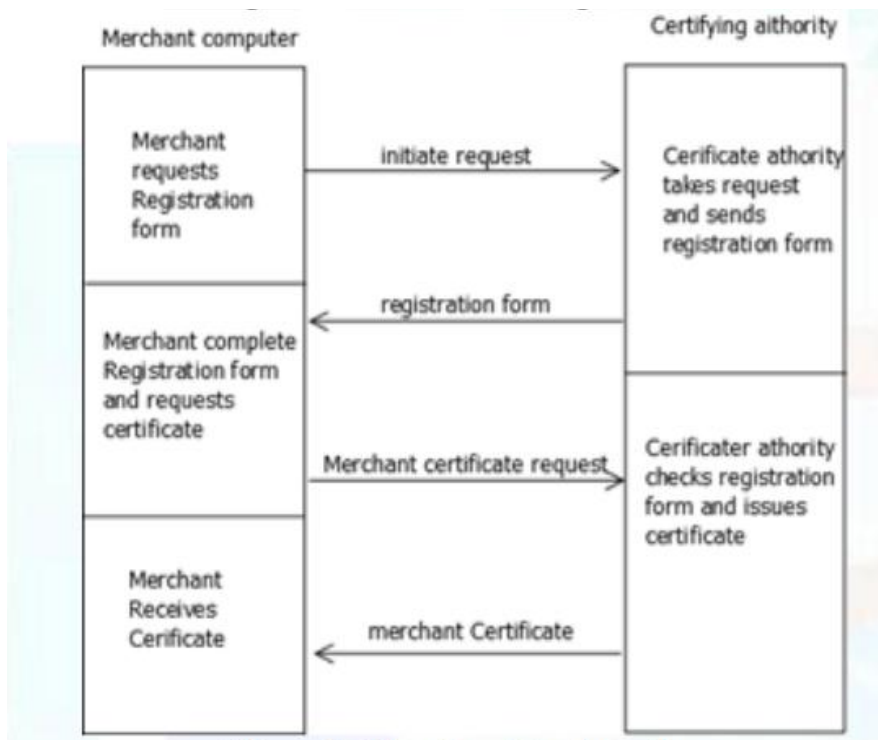 Merchant computer
Certifying aithority
Merchant
requests
Registration
form
initiate request
Cerificate athority
takes request
and sends
registration form
registration form
Merchant complete
Registration form
and requests
certificate
Merchant certificate request
Cerificater athority
checks registration
form and issues
certificate
Merchant
Receives
Cerificate
merchant Certificate